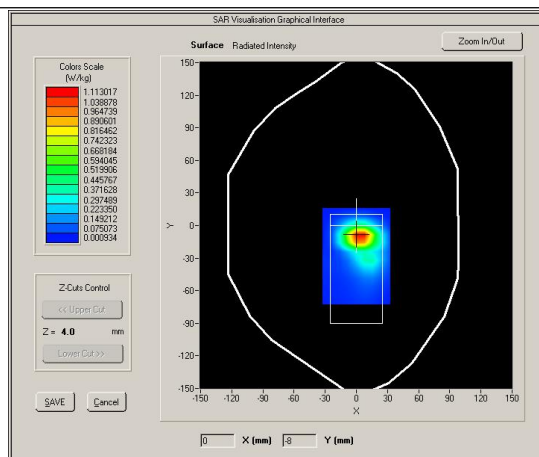 SAR Visualisation Graphical Interface
Surface Radiated Intensity
Zoom In/Out
Colors Scale
(W/kg)
1.113017
1.038878
0.964739
0.890601
0.816462
0.742323
0.668184
0.594045
0.519906
0.445767
0.371628
0.297489
0.223350
0.149212
0.075073
0.000934
Z-Cuts Control
<< Upper Cut
Z = 4.0 mm
Lower Cut >>
SAVE Cancel
150
120
90
60
30
0
-30
-60
-90
-120
-150
Y
-150 -120 -90 -60 -30 0 30 60 90 120 150
X
0 X (mm) -8 Y (mm)